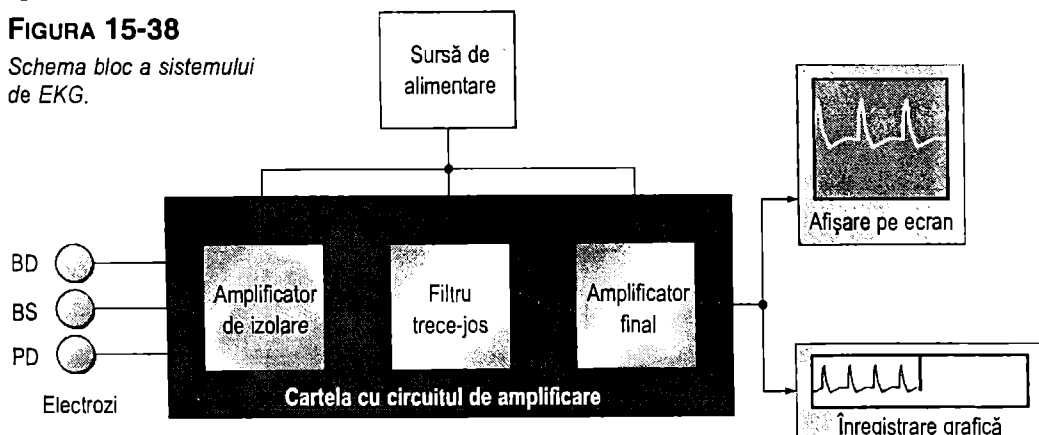 FIGURA 15-38
Schema bloc a sistemului
de EKG.
Sursă de
alimentare
Afişare pe ecran
BD
BS
PD
Electrozi
Amplificator
de izolare
Filtru
trece-jos
Amplificator
final
Cartela cu circuitul de amplificare
Înregistrare grafică